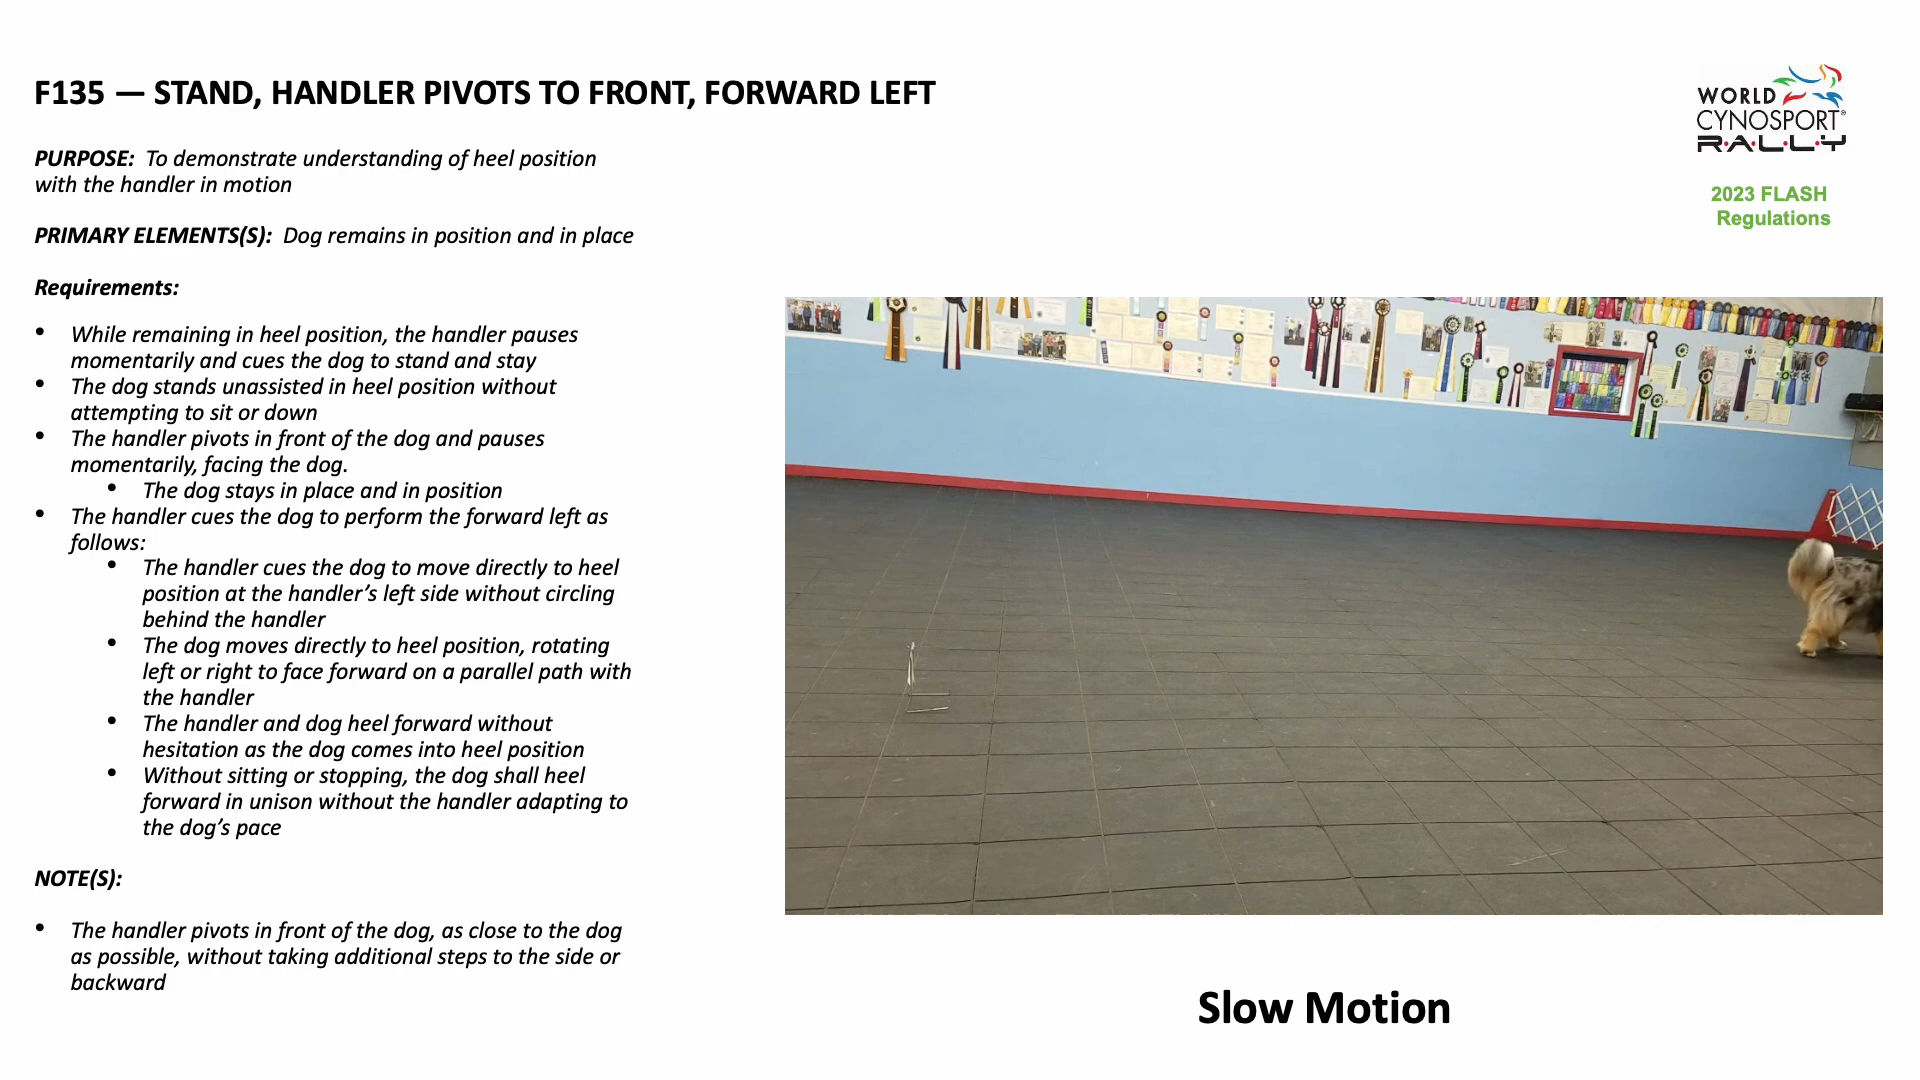 F135 — STAND, HANDLER PIVOTS TO FRONT, FORWARD LEFT
WORLD
CYNOSPORT®
R·A·L·L·Y
2023 FLASH
Regulations
PURPOSE: To demonstrate understanding of heel position
with the handler in motion
PRIMARY ELEMENTS(S): Dog remains in position and in place
Requirements:
• While remaining in heel position, the handler pauses
momentarily and cues the dog to stand and stay
• The dog stands unassisted in heel position without
attempting to sit or down
• The handler pivots in front of the dog and pauses
momentarily, facing the dog.
• The dog stays in place and in position
• The handler cues the dog to perform the forward left as
follows:
• The handler cues the dog to move directly to heel
position at the handler’s left side without circling
behind the handler
• The dog moves directly to heel position, rotating
left or right to face forward on a parallel path with
the handler
• The handler and dog heel forward without
hesitation as the dog comes into heel position
• Without sitting or stopping, the dog shall heel
forward in unison without the handler adapting to
the dog’s pace
NOTE(S):
• The handler pivots in front of the dog, as close to the dog
as possible, without taking additional steps to the side or
backward
Slow Motion